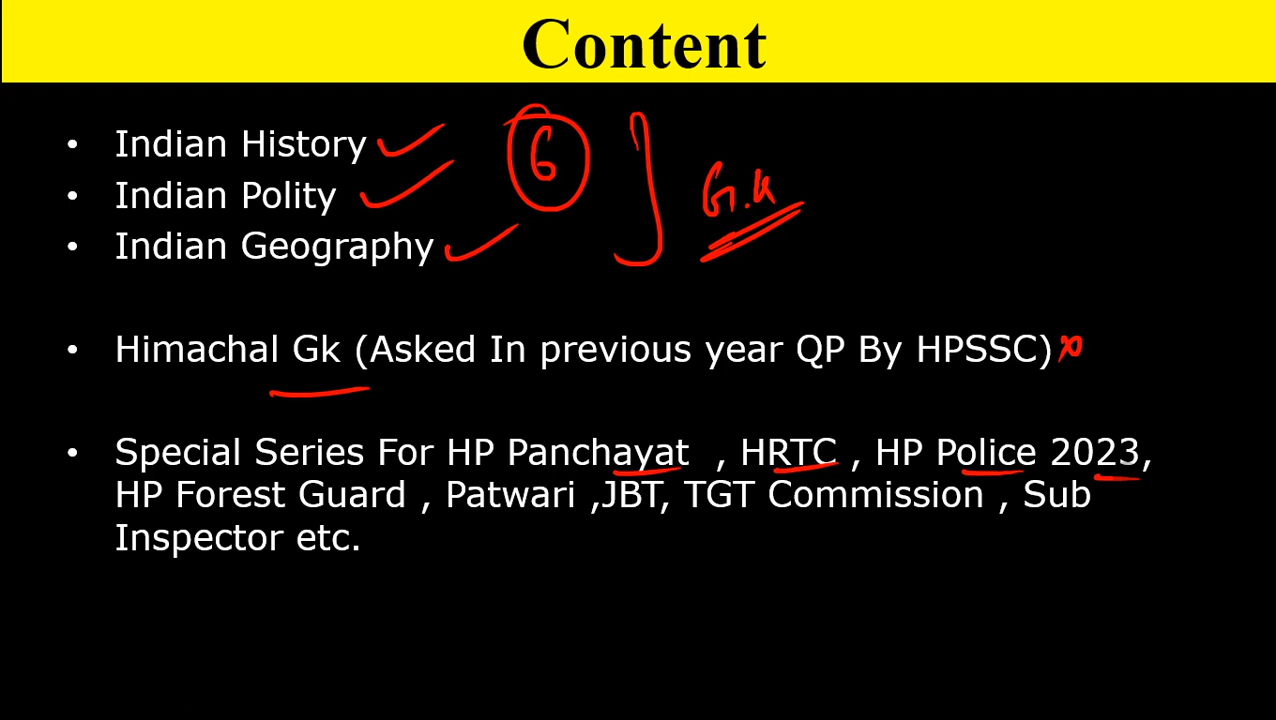 Content
• Indian History
6
• Indian Polity
G.K
• Indian Geography
• Himachal Gk (Asked In previous year QP By HPSSC)
• Special Series For HP Panchayat , HRTC , HP Police 2023,
HP Forest Guard , Patwari ,JBT, TGT Commission , Sub
Inspector etc.